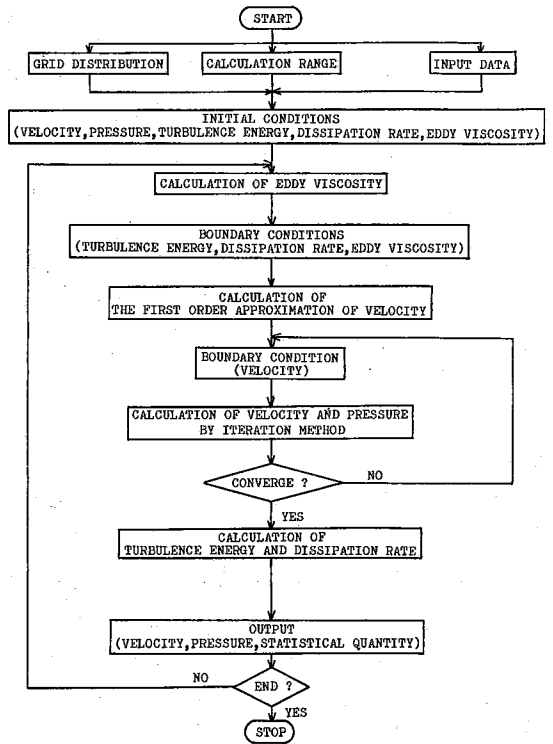 START
GRID DISTRIBUTION
CALCULATION RANGE
INPUT DATA
INITIAL CONDITIONS
(VELOCITY,PRESSURE,TURBULENCE ENERGY,DISSIPATION RATE,EDDY VISCOSITY)
CALCULATION OF EDDY VISCOSITY
BOUNDARY CONDITIONS
(TURBULENCE ENERGY,DISSIPATION RATE,EDDY VISCOSITY)
CALCULATION OF
THE FIRST ORDER APPROXIMATION OF VELOCITY
BOUNDARY CONDITION
(VELOCITY)
CALCULATION OF VELOCITY AND PRESSURE
BY ITERATION METHOD
CONVERGE ?
NO
YES
CALCULATION OF
TURBULENCE ENERGY AND DISSIPATION RATE
OUTPUT
(VELOCITY,PRESSURE,STATISTICAL QUANTITY)
NO
END ?
YES
STOP